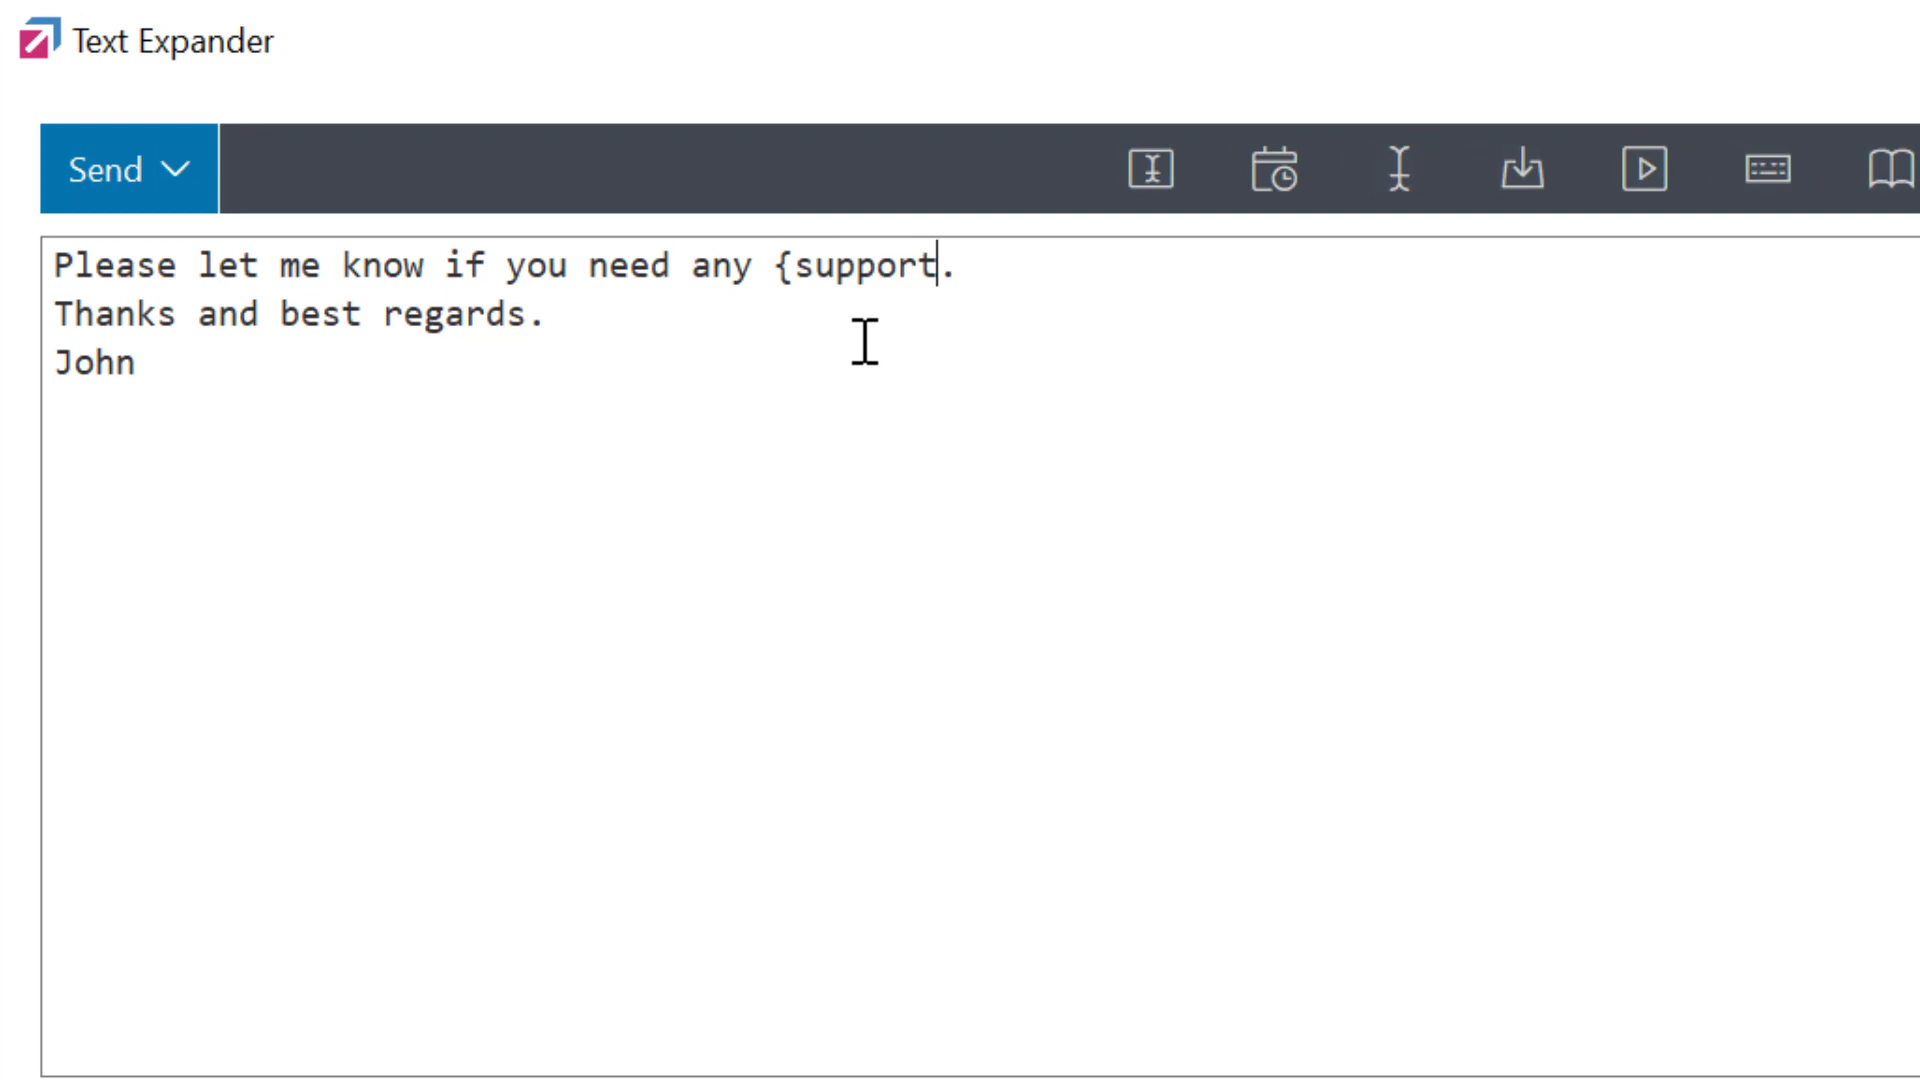 Text Expander
Send
Please let me know if you need any {support.
Thanks and best regards.
John